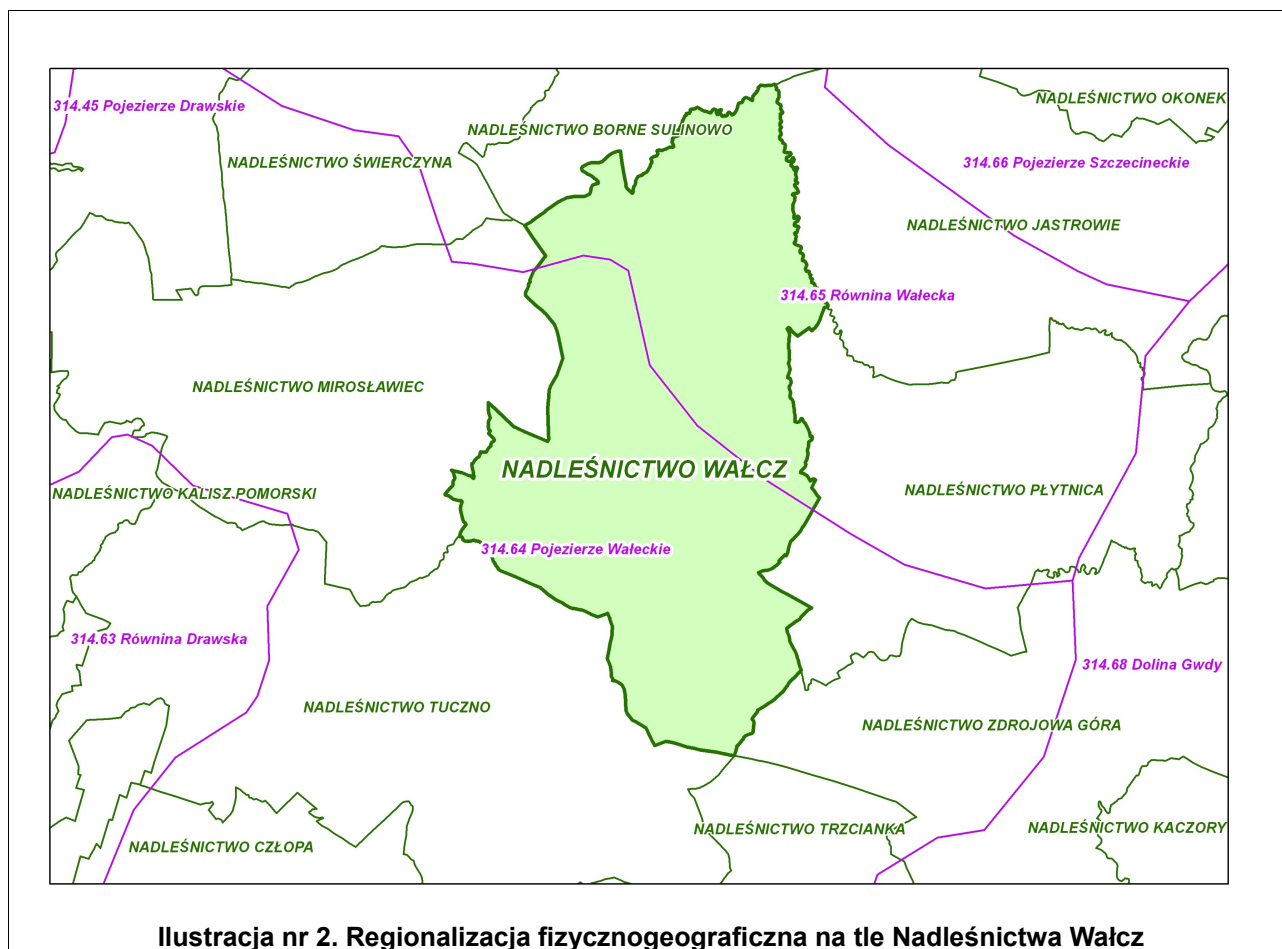 314.45 Pojezierze Drawskie
NADLEŚNICTWO OKONEK
NADLEŚNICTWO BORNE SULINOWO
NADLEŚNICTWO ŚWIERCZYNA
314.66 Pojezierze Szczecineckie
NADLEŚNICTWO JASTROWIE
314.65 Równina Wałecka
NADLEŚNICTWO MIROSŁAWIEC
NADLEŚNICTWO WAŁCZ
NADLEŚNICTWO KALISZ POMORSKI
NADLEŚNICTWO PŁYTNICA
314.64 Pojezierze Wałeckie
314.63 Równina Drawska
314.68 Dolina Gwdy
NADLEŚNICTWO TUCZNO
NADLEŚNICTWO ZDROJOWA GÓRA
NADLEŚNICTWO TRZCIANKA
NADLEŚNICTWO KACZORY
NADLEŚNICTWO CZŁOPA
Ilustracja nr 2. Regionalizacja fizycznogeograficzna na tle Nadleśnictwa Wałcz